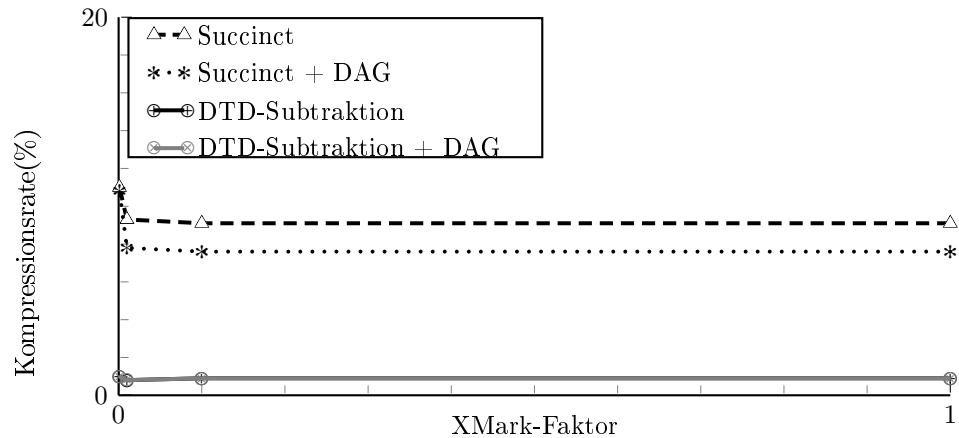 20
Succinct
Succinct + DAG
DTD-Subtraktion
DTD-Subtraktion + DAG
Kompressionsrate(%)
0
0
1
XMark-Faktor